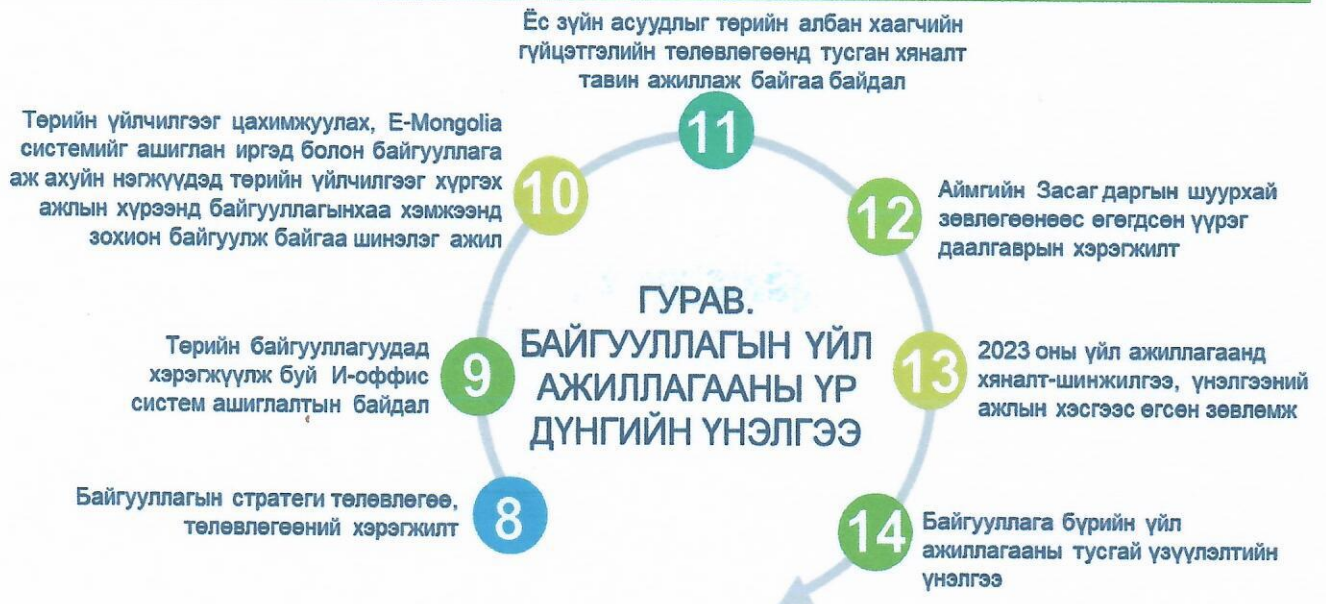 Ёс зүйн асуудлыг төрийн албан хаагчийн
гүйцэтгэлийн төлөвлөгөөнд тусган хяналт
тавин ажиллаж байгаа байдал
11
Төрийн үйлчилгээг цахимжуулах, E-Mongolia
системийг ашиглан иргэд болон байгууллага
аж ахуйн нэгжүүдэд төрийн үйлчилгээг хүргэх
ажлын хүрээнд байгууллагынхаа хэмжээнд
зохион байгуулж байгаа шинэлэг ажил
10
12
Аймгийн Засаг даргын шуурхай
зөвлөгөөнөөс өгөгдсөн үүрэг
даалгаврын хэрэгжилт
ГУРАВ.
БАЙГУУЛЛАГЫН ҮЙЛ
АЖИЛЛАГААНЫ ҮР
ДҮНГИЙН ҮНЭЛГЭЭ
Төрийн байгууллагуудад
хэрэгжүүлж буй И-оффис
систем ашиглалтын байдал
9
13
2023 оны үйл ажиллагаанд
хяналт-шинжилгээ, үнэлгээний
ажлын хэсгээс өгсөн зөвлөмж
Байгууллагын стратеги төлөвлөгөө,
төлөвлөгөөний хэрэгжилт
8
14
Байгууллага бүрийн үйл
ажиллагааны тусгай үзүүлэлтийн
үнэлгээ